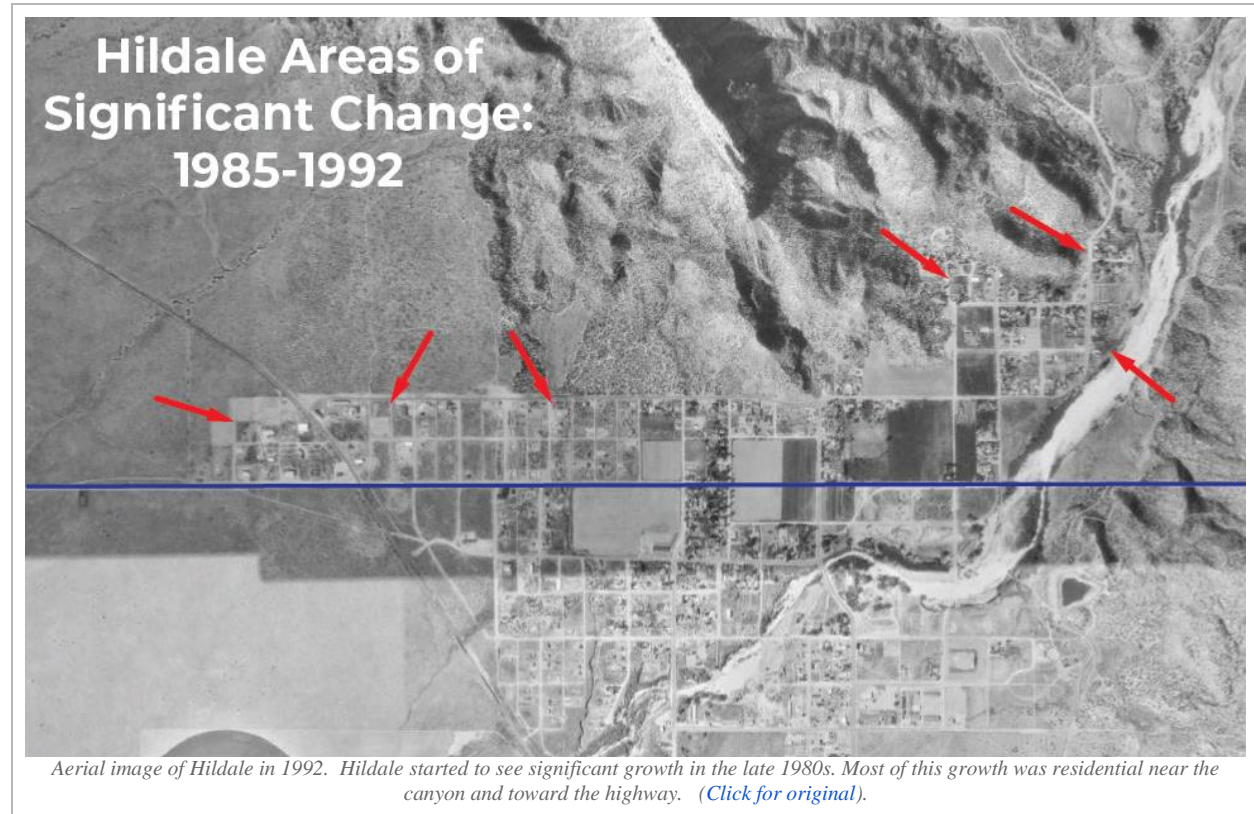 Hildale Areas of
Significant Change:
1985-1992
Aerial image of Hildale in 1992. Hildale started to see significant growth in the late 1980s. Most of this growth was residential near the
canyon and toward the highway. (Click for original).